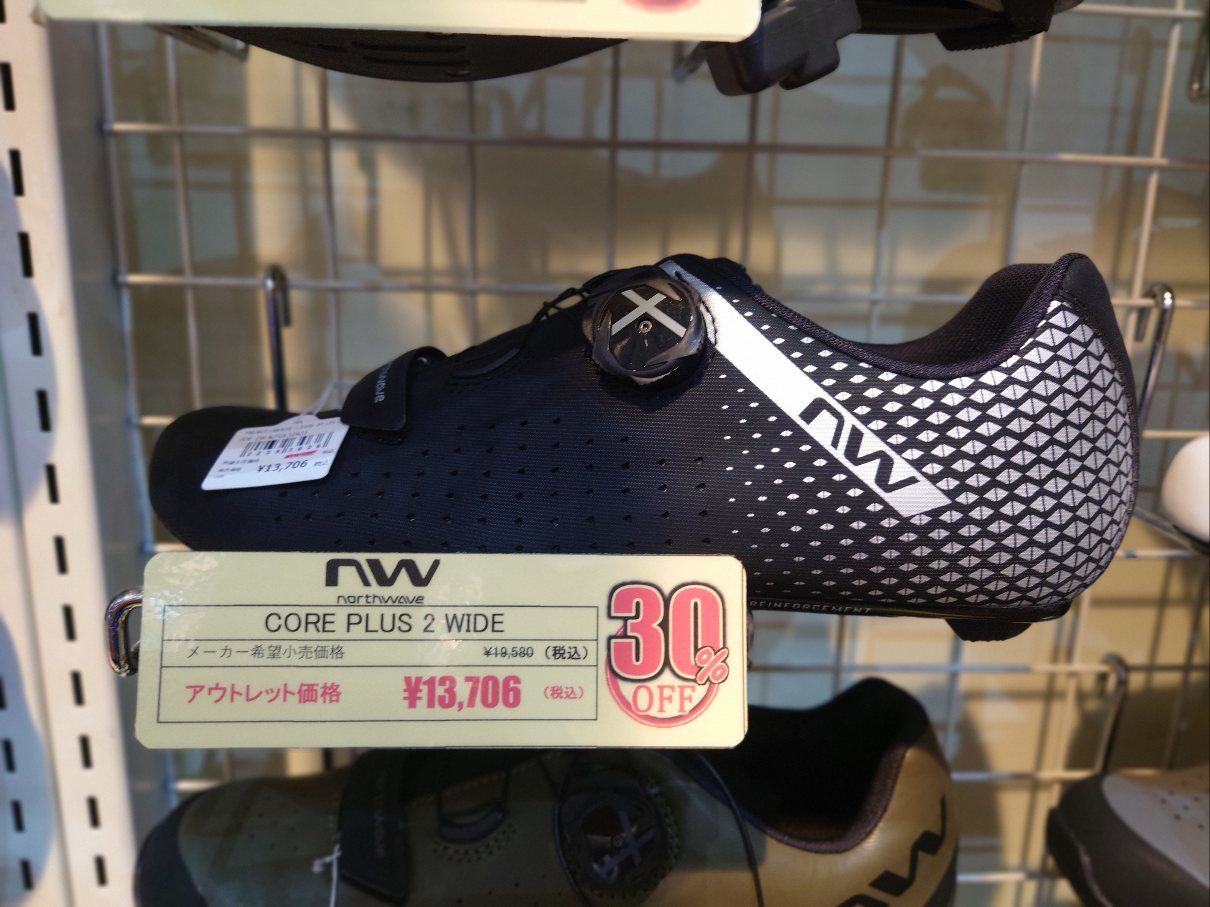 ¥13,706
NW
NW
northwave
CORE PLUS 2 WIDE
メーカー希望小売価格 ¥19,580 (税込)
アウトレット価格 ¥13,706 (税込)
30%
OFF
REINFORCEMENT